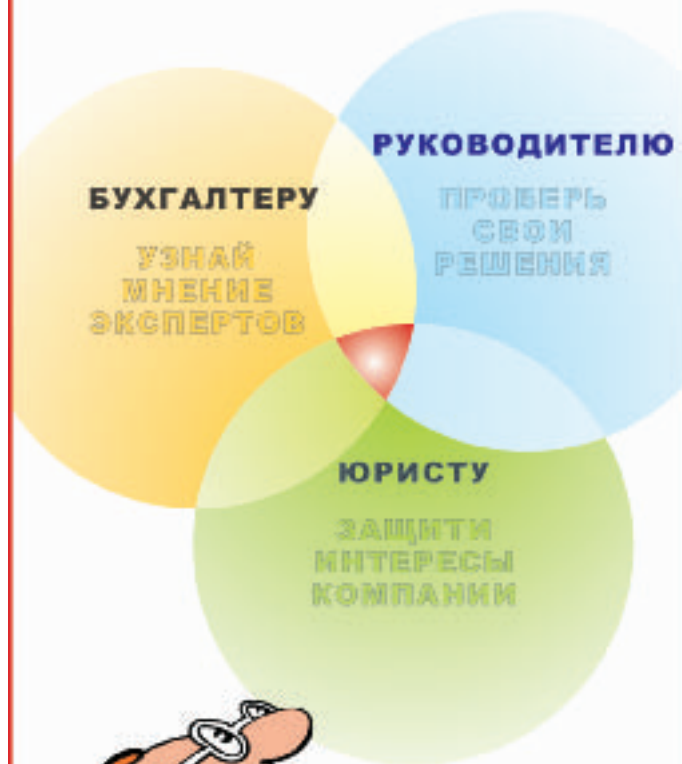 РУКОВОДИТЕЛЮ
ПРОВЕРЬ
СВОИ
РЕШЕНИЯ
БУХГАЛТЕРУ
УЗНАЙ
МНЕНИЕ
ЭКСПЕРТОВ
ЮРИСТУ
ЗАЩИТИ
ИНТЕРЕСЫ
КОМПАНИИ